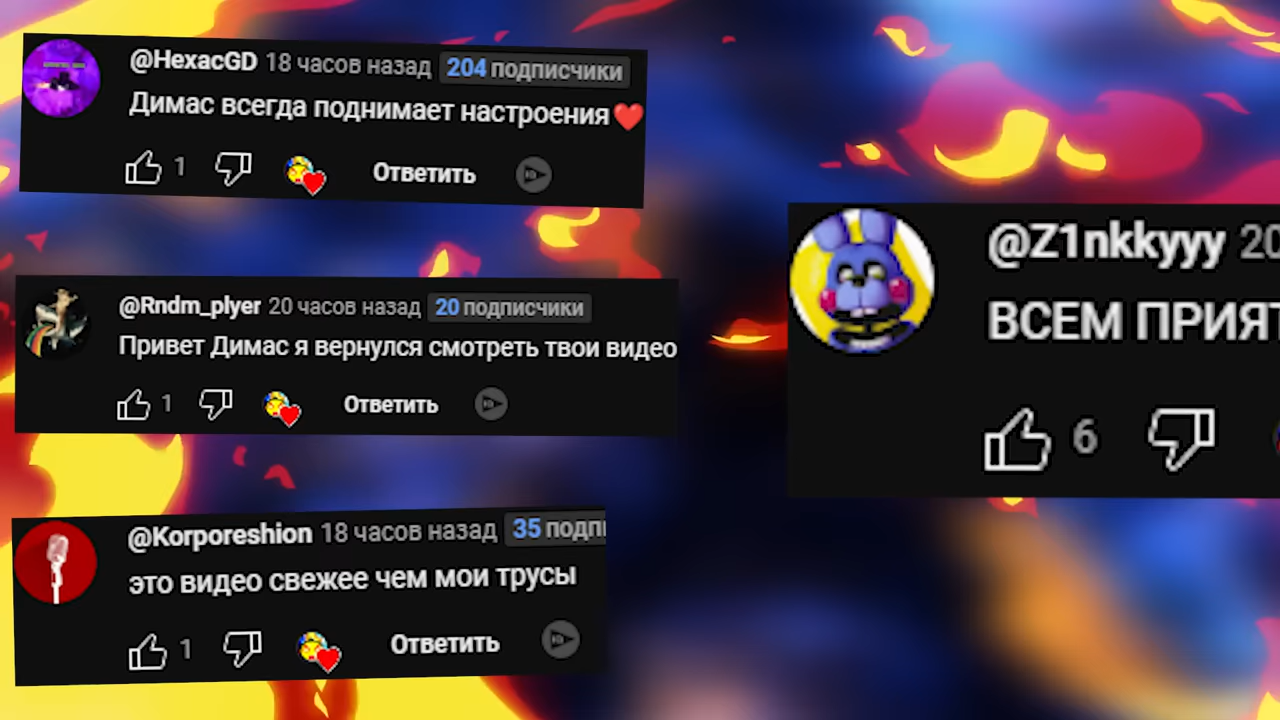 @HexacGD 18 часов назад 204 подписчики
Димас всегда поднимает настроения❤️
1 Ответить
@Rndm_plyer 20 часов назад 20 подписчики
Привет Димас я вернулся смотреть твои видео
1 Ответить
@Korporeshion 18 часов назад 35
это видео свежее чем мои трусы
1 Ответить
@Z1nkkyyy 20
ВСЕМ
6